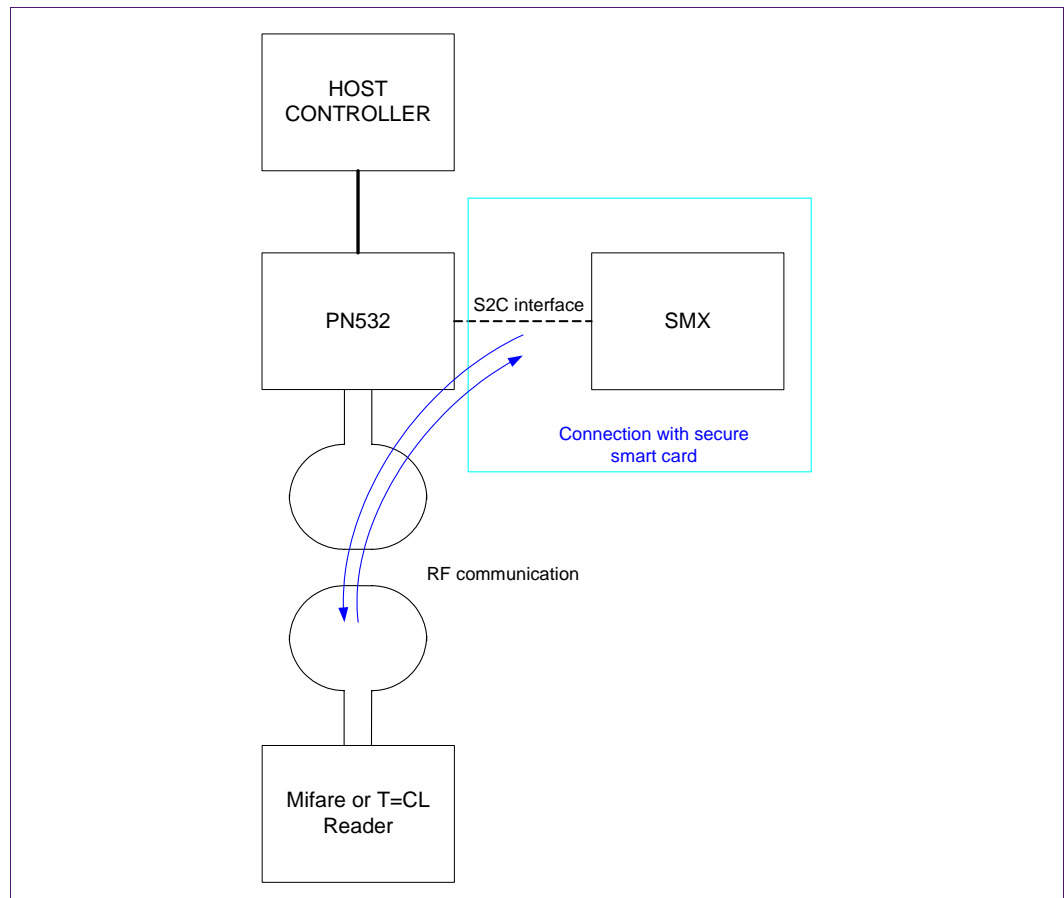 HOST
CONTROLLER
S2C interface
PN532
SMX
Connection with secure
smart card
RF communication
Mifare or T=CL
Reader